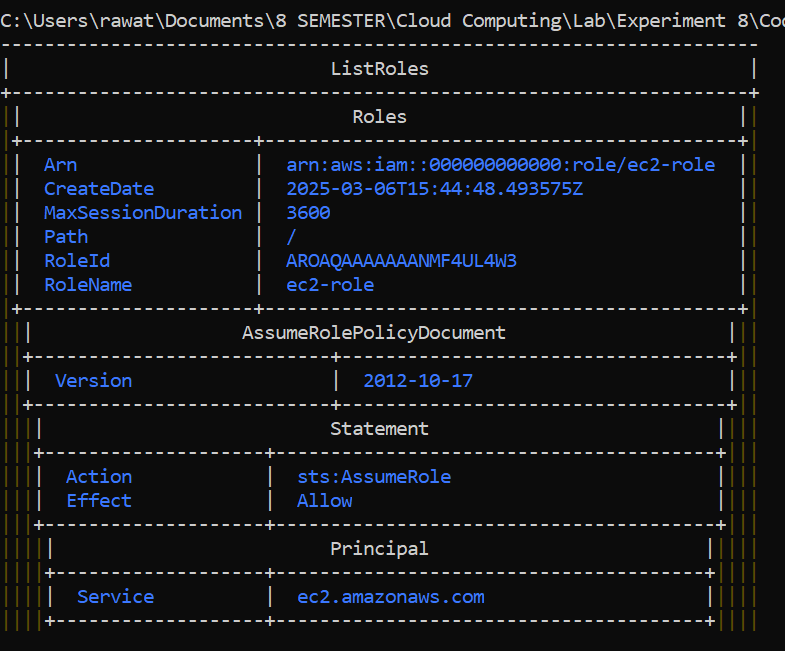 C:\Users\rawat\Documents\8 SEMESTER\Cloud Computing\Lab\Experiment 8\
ListRoles
Roles
Arn | arn:aws:iam::000000000000:role/ec2-role
CreateDate | 2025-03-06T15:44:48.493575Z
MaxSessionDuration | 3600
Path | /
RoleId | AROAQAAAAAAANMF4UL4W3
RoleName | ec2-role
AssumeRolePolicyDocument
Version | 2012-10-17
Statement
Action | sts:AssumeRole
Effect | Allow
Principal
Service | ec2.amazonaws.com